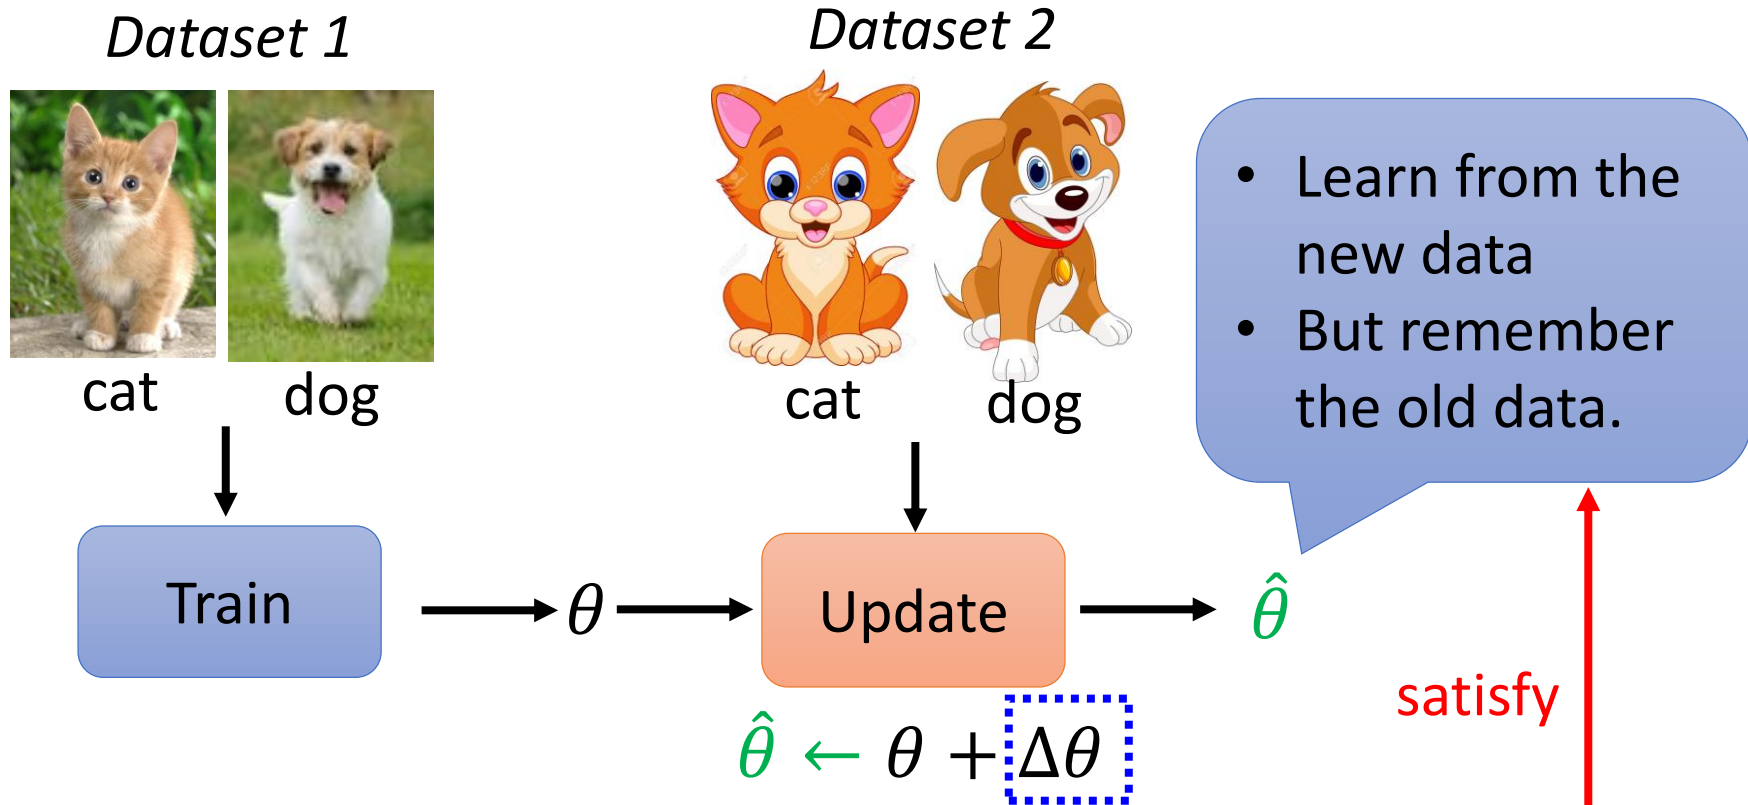 Dataset 1
Dataset 2
cat
dog
cat
dog
• Learn from the
new data
• But remember
the old data.
Train
θ
Update
θ̂
satisfy
θ̂ ← θ + Δθ